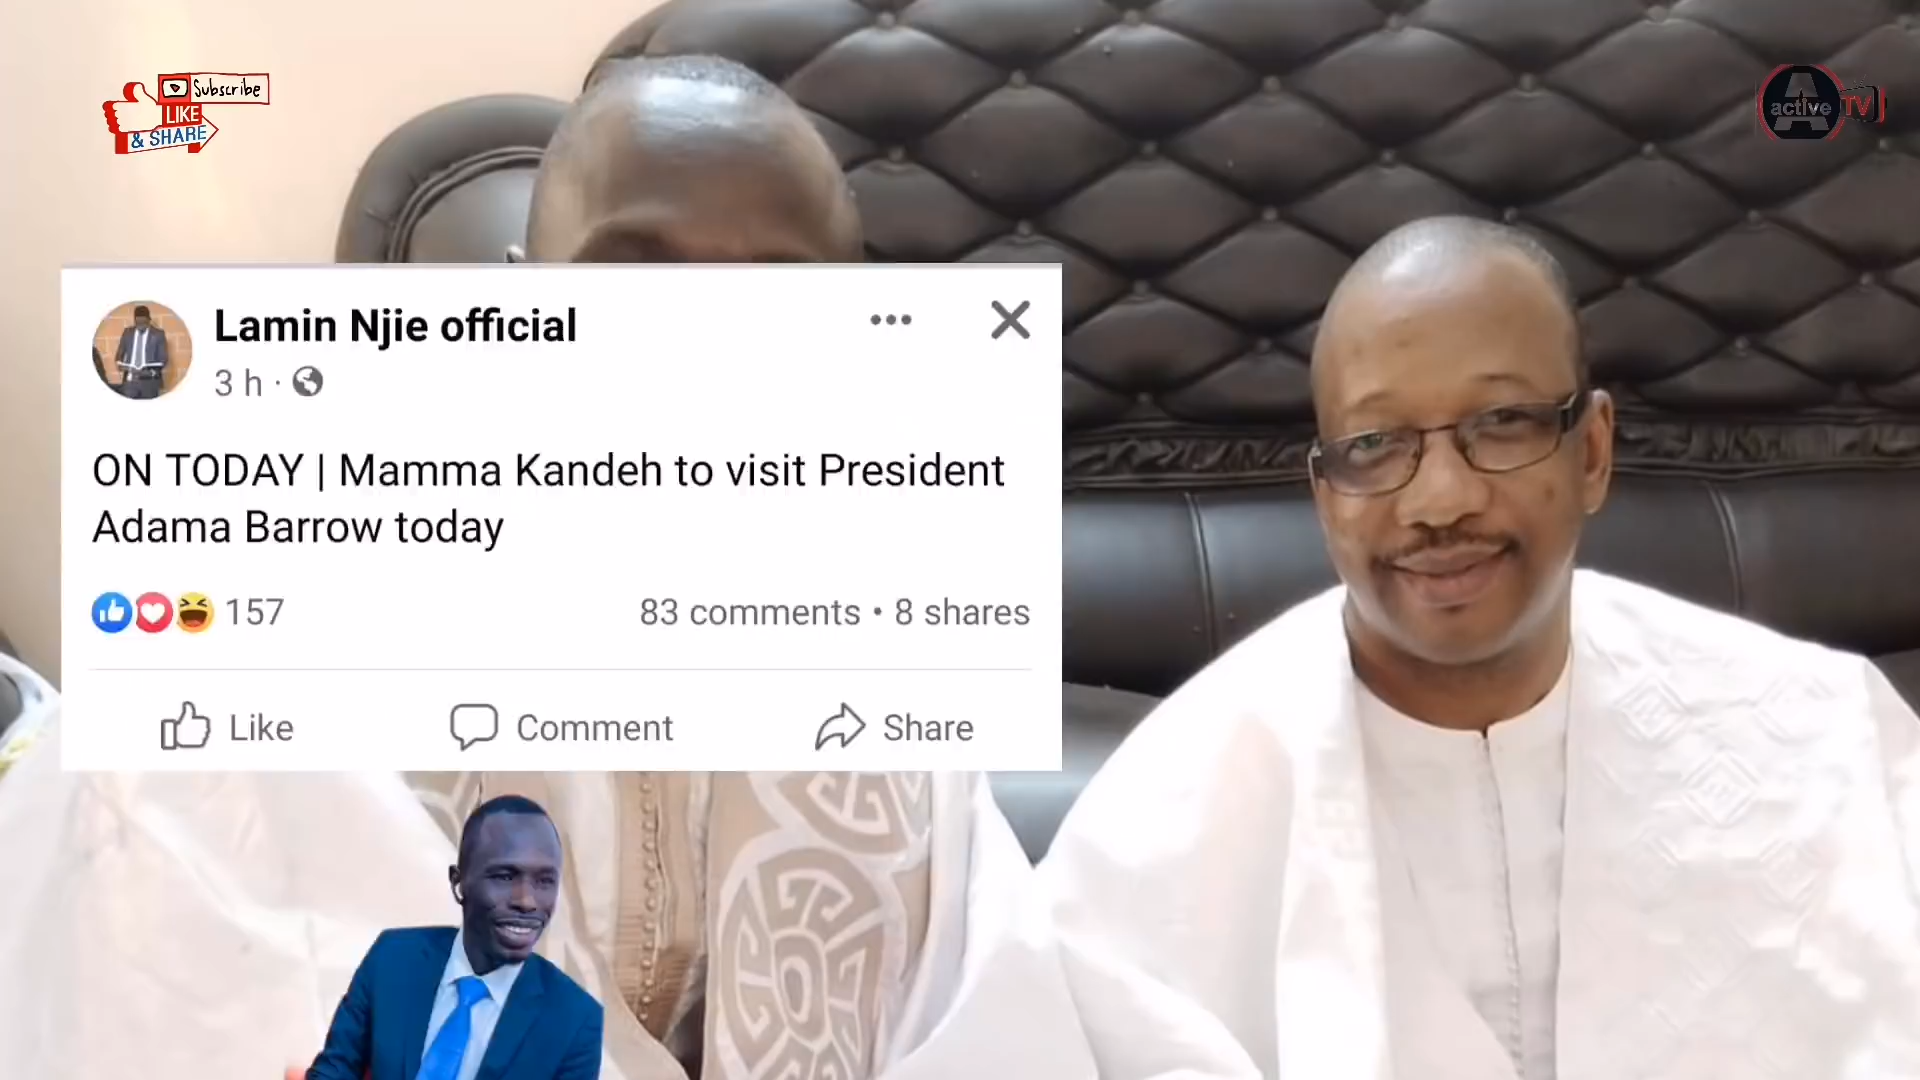 Subscribe
LIKE
& SHARE
A
active TV
Lamin Njie official
3 h ·
ON TODAY | Mamma Kandeh to visit President
Adama Barrow today
157
83 comments • 8 shares
Like
Comment
Share